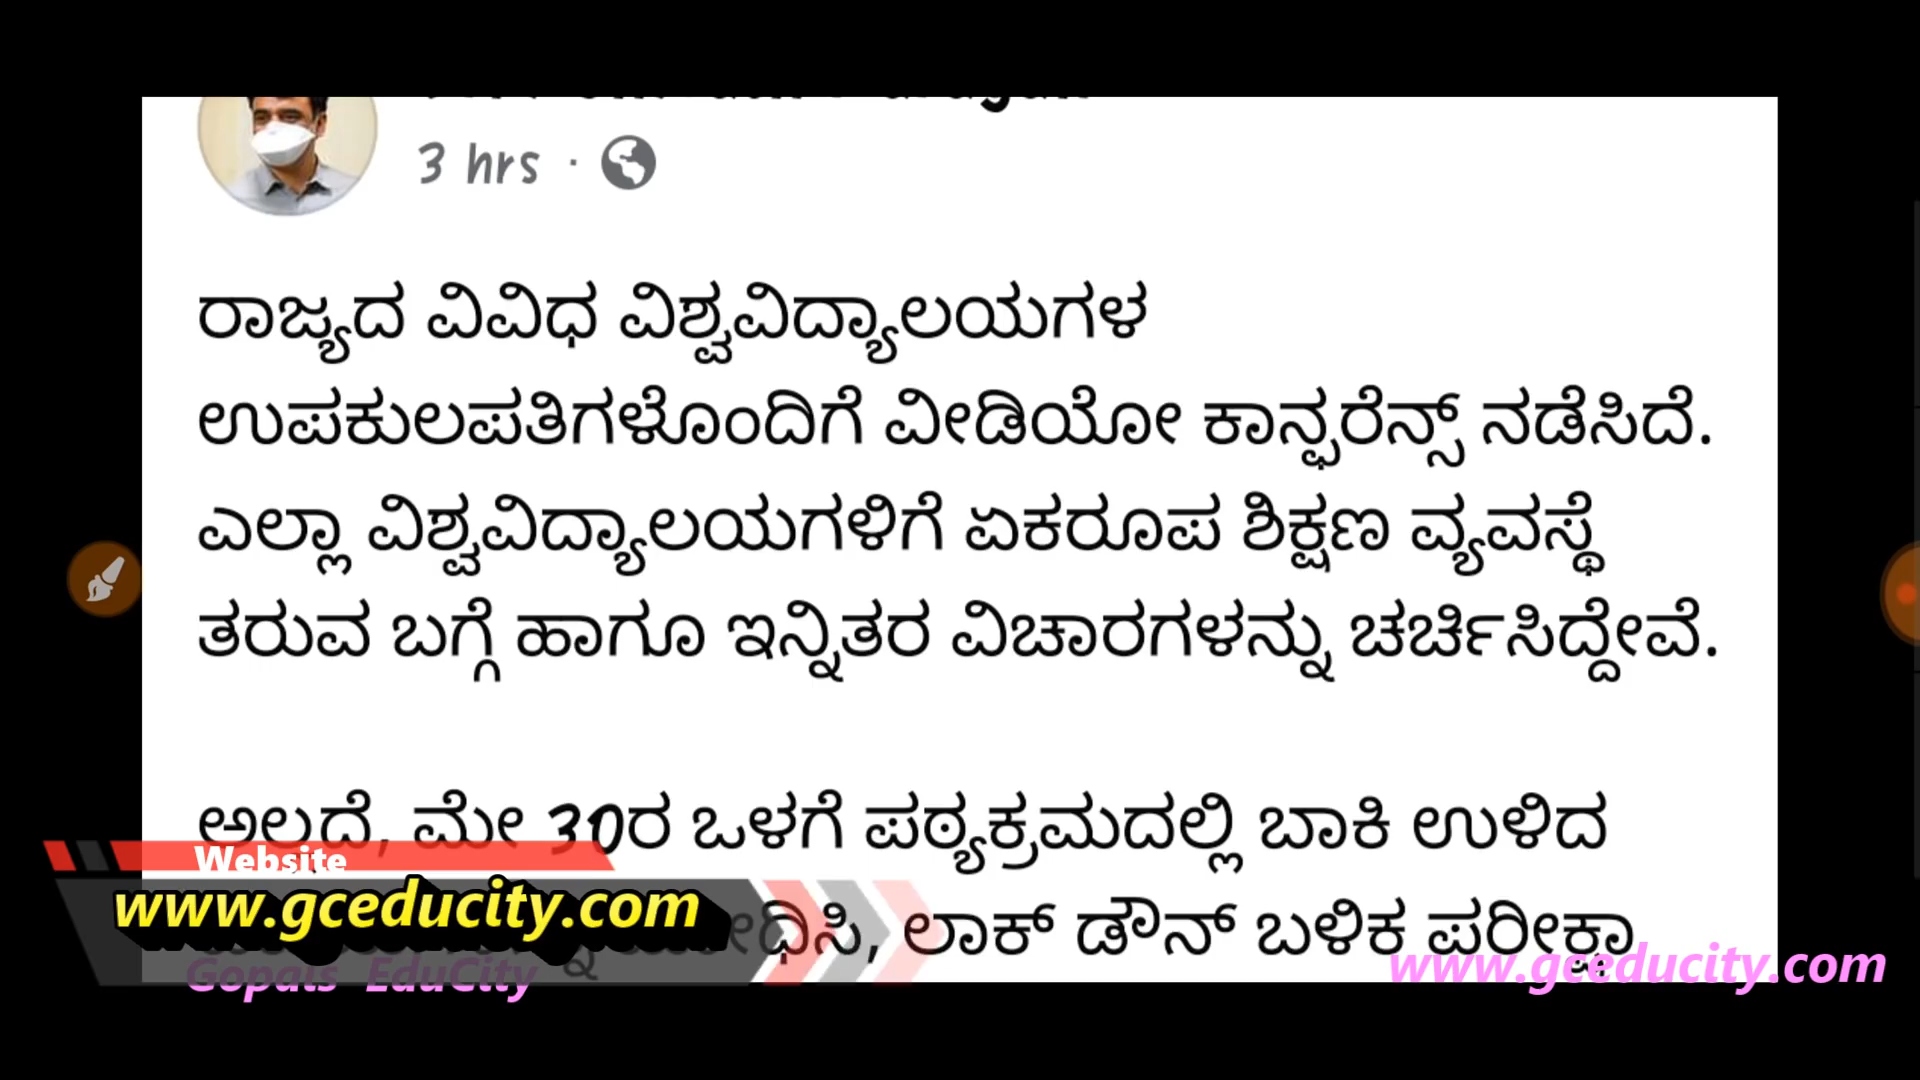 3 hrs ·
ರಾಜ್ಯದ ವಿವಿಧ ವಿಶ್ವವಿದ್ಯಾಲಯಗಳ
ಉಪಕುಲಪತಿಗಳೊಂದಿಗೆ ವೀಡಿಯೋ ಕಾನ್ಫರೆನ್ಸ್ ನಡೆಸಿದೆ.
ಎಲ್ಲಾ ವಿಶ್ವವಿದ್ಯಾಲಯಗಳಿಗೆ ಏಕರೂಪ ಶಿಕ್ಷಣ ವ್ಯವಸ್ಥೆ
ತರುವ ಬಗ್ಗೆ ಹಾಗೂ ಇನ್ನಿತರ ವಿಚಾರಗಳನ್ನು ಚರ್ಚಿಸಿದ್ದೇವೆ.
ಅಲ್ಲದೆ, ಮೇ 30ರ ಒಳಗೆ ಪಠ್ಯಕ್ರಮದಲ್ಲಿ ಬಾಕಿ ಉಳಿದ
ಲಾಕ್ ಡೌನ್ ಬಳಿಕ ಪರೀಕ್ಷಾ
Website
www.gceducity.com
Gopals EduCity
www.gceducity.com